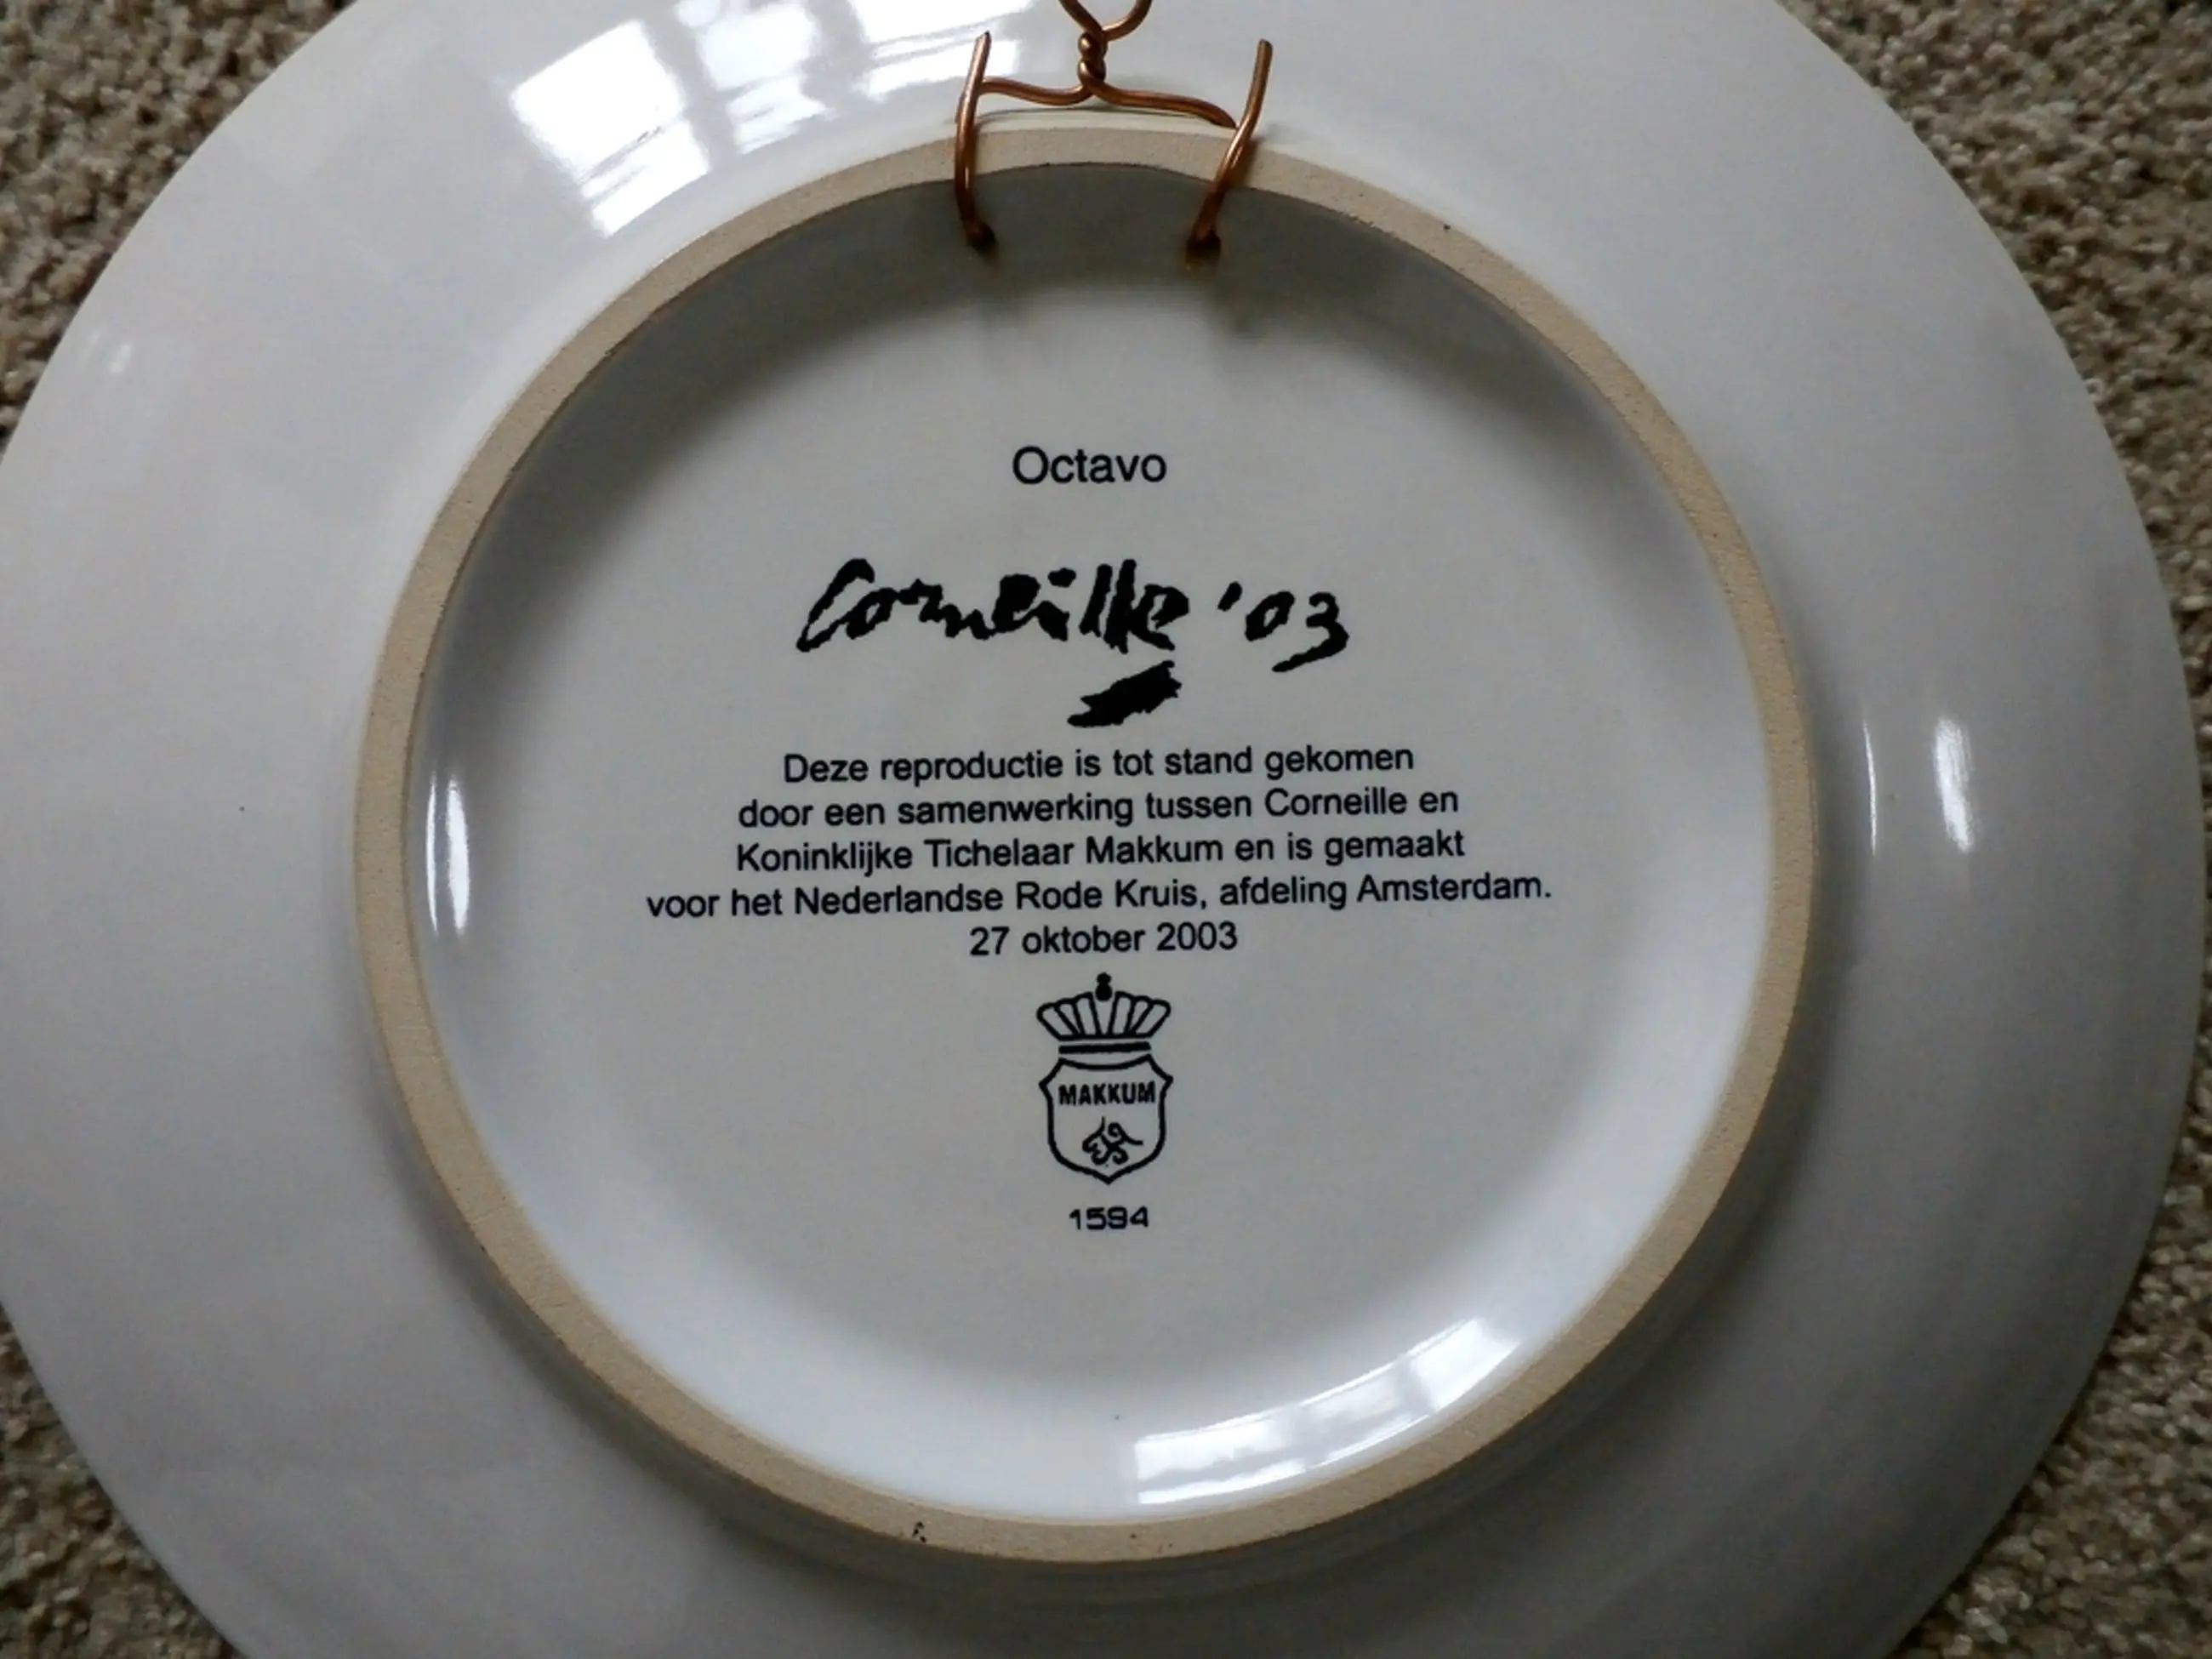 Octavo
Corneille '03
Deze reproductie is tot stand gekomen
door een samenwerking tussen Corneille en
Koninklijke Tichelaar Makkum en is gemaakt
voor het Nederlandse Rode Kruis, afdeling Amsterdam.
27 oktober 2003
MAKKUM
1594